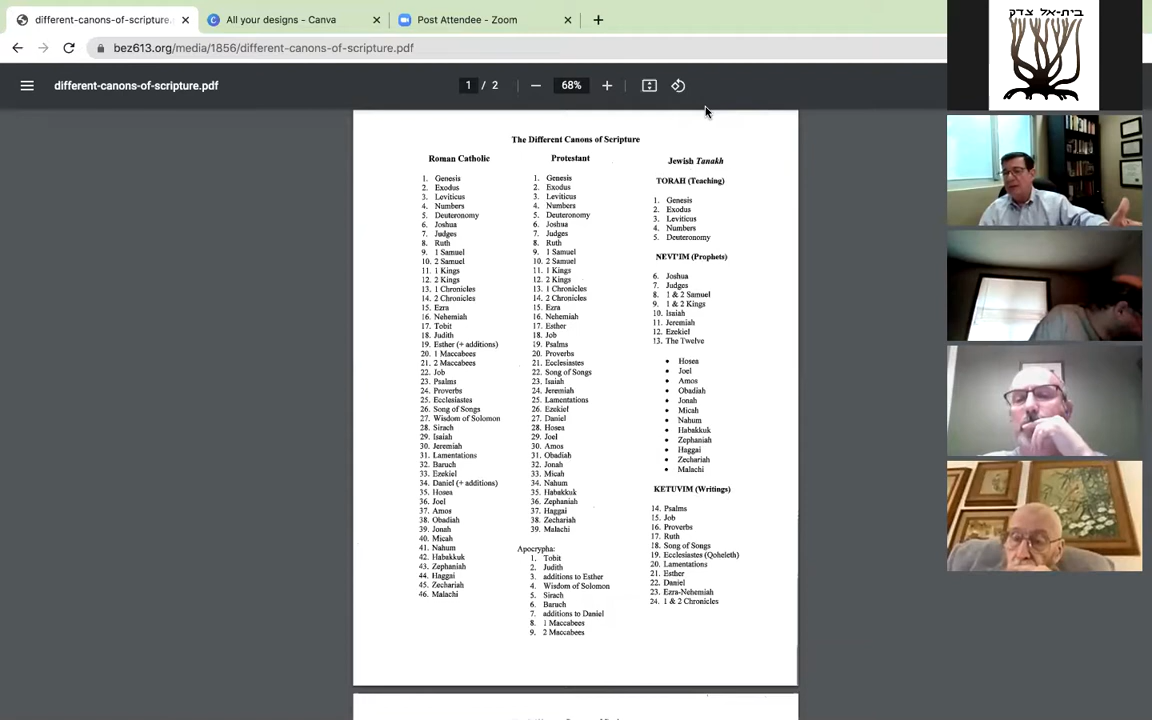 different-canons-of-scripture.
All your designs - Canva
Post Attendee - Zoom
bez613.org/media/1856/different-canons-of-scripture.pdf
different-canons-of-scripture.pdf
1 / 2
68%
בית-אל צדק
The Different Canons of Scripture
Roman Catholic
1. Genesis
2. Exodus
3. Leviticus
4. Numbers
5. Deuteronomy
6. Joshua
7. Judges
8. Ruth
9. 1 Samuel
10. 2 Samuel
11. 1 Kings
12. 2 Kings
13. 1 Chronicles
14. 2 Chronicles
15. Ezra
16. Nehemiah
17. Tobit
18. Judith
19. Esther (+ additions)
20. 1 Maccabees
21. 2 Maccabees
22. Job
23. Psalms
24. Proverbs
25. Ecclesiastes
26. Song of Songs
27. Wisdom of Solomon
28. Sirach
29. Isaiah
30. Jeremiah
31. Lamentations
32. Baruch
33. Ezekiel
34. Daniel (+ additions)
35. Hosea
36. Joel
37. Amos
38. Obadiah
39. Jonah
40. Micah
41. Nahum
42. Habakkuk
43. Zephaniah
44. Haggai
45. Zechariah
46. Malachi
Protestant
1. Genesis
2. Exodus
3. Leviticus
4. Numbers
5. Deuteronomy
6. Joshua
7. Judges
8. Ruth
9. 1 Samuel
10. 2 Samuel
11. 1 Kings
12. 2 Kings
13. 1 Chronicles
14. 2 Chronicles
15. Ezra
16. Nehemiah
17. Esther
18. Job
19. Psalms
20. Proverbs
21. Ecclesiastes
22. Song of Songs
23. Isaiah
24. Jeremiah
25. Lamentations
26. Ezekiel
27. Daniel
28. Hosea
29. Joel
30. Amos
31. Obadiah
32. Jonah
33. Micah
34. Nahum
35. Habakkuk
36. Zephaniah
37. Haggai
38. Zechariah
39. Malachi
Apocrypha:
1. Tobit
2. Judith
3. additions to Esther
4. Wisdom of Solomon
5. Sirach
6. Baruch
7. additions to Daniel
8. 1 Maccabees
9. 2 Maccabees
Jewish Tanakh
TORAH (Teaching)
1. Genesis
2. Exodus
3. Leviticus
4. Numbers
5. Deuteronomy
NEVI'IM (Prophets)
6. Joshua
7. Judges
8. 1 & 2 Samuel
9. 1 & 2 Kings
10. Isaiah
11. Jeremiah
12. Ezekiel
13. The Twelve
• Hosea
• Joel
• Amos
• Obadiah
• Jonah
• Micah
• Nahum
• Habakkuk
• Zephaniah
• Haggai
• Zechariah
• Malachi
KETUVIM (Writings)
14. Psalms
15. Job
16. Proverbs
17. Ruth
18. Song of Songs
19. Ecclesiastes (Qoheleth)
20. Lamentations
21. Esther
22. Daniel
23. Ezra-Nehemiah
24. 1 & 2 Chronicles